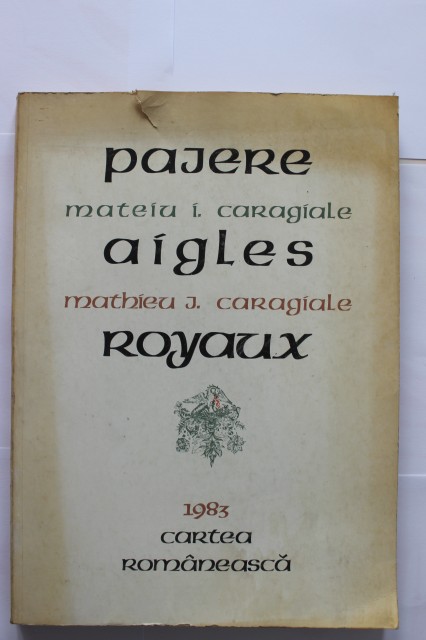 pajere
mateiu i. caragiale
aigles
mathieu j. caragiale
royaux
1983
cartea
românească